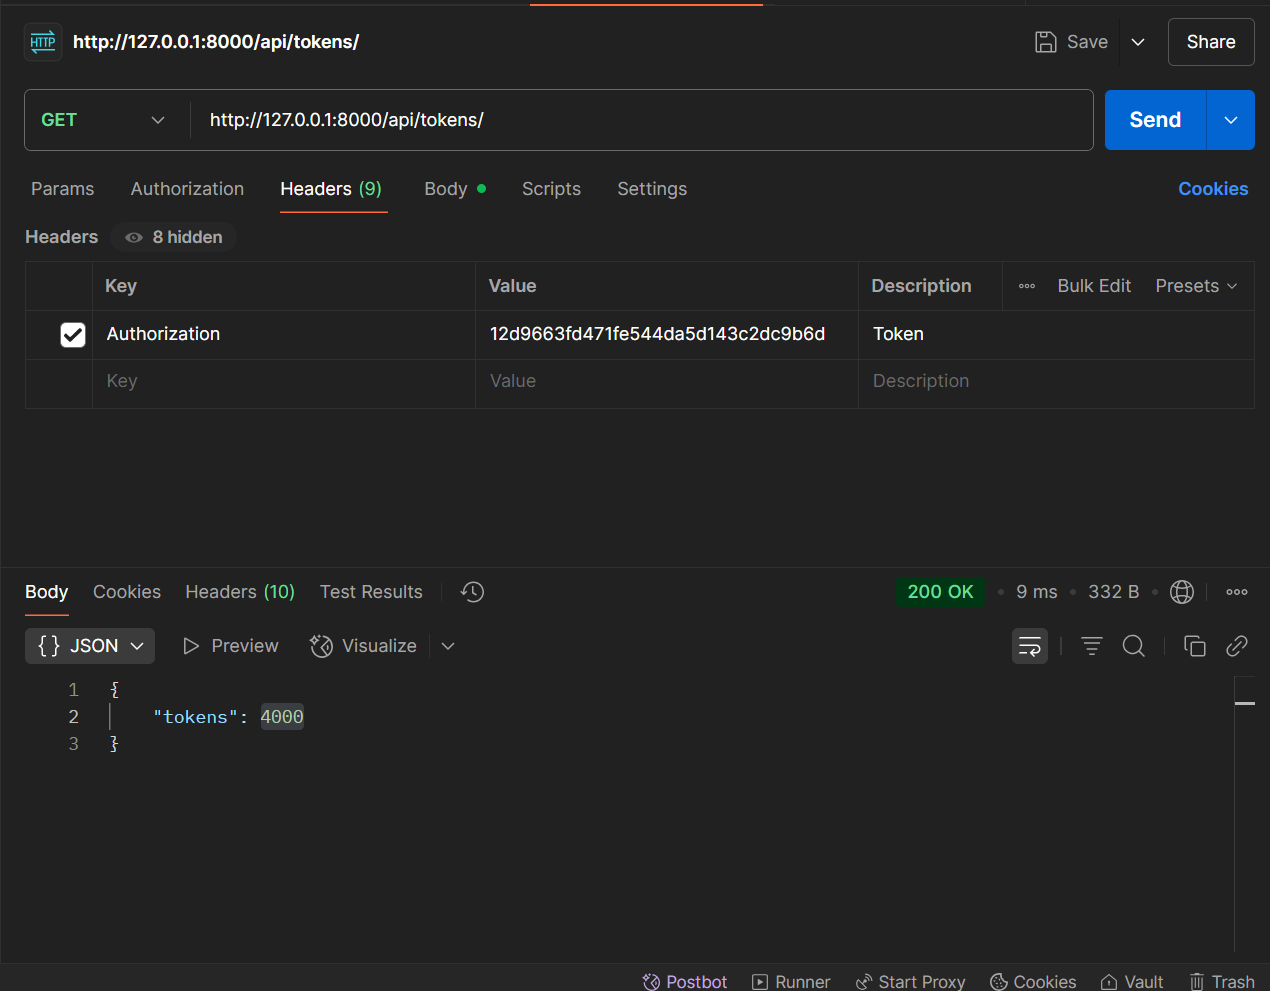 HTTP http://127.0.0.1:8000/api/tokens/ Save Share
GET http://127.0.0.1:8000/api/tokens/ Send
Params Authorization Headers (9) Body Scripts Settings Cookies
Headers 8 hidden
Key Value Description Bulk Edit Presets
Authorization 12d9663fd471fe544da5d143c2dc9b6d Token
Key Value Description
Body Cookies Headers (10) Test Results 200 OK 9 ms 332 B
{} JSON Preview Visualize
1 {
2 "tokens": 4000
3 }
Postbot Runner Start Proxy Cookies Vault Trash